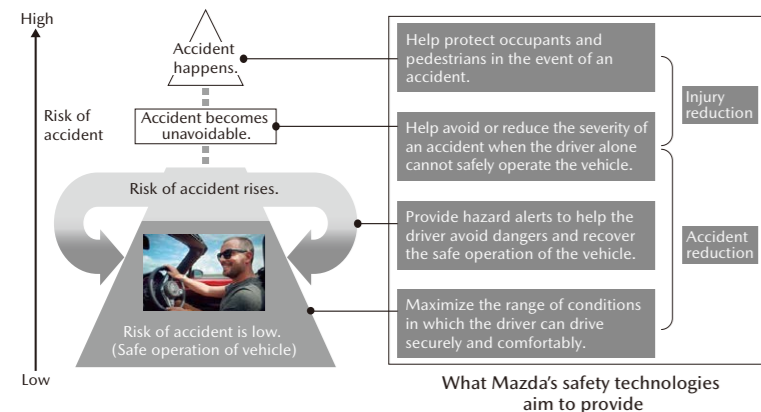 High
Accident
happens.
Risk of
accident
Accident becomes
unavoidable.
Risk of accident rises.
Risk of accident is low.
(Safe operation of vehicle)
Low
Help protect occupants and
pedestrians in the event of an
accident.
Help avoid or reduce the severity of
an accident when the driver alone
cannot safely operate the vehicle.
Provide hazard alerts to help the
driver avoid dangers and recover
the safe operation of the vehicle.
Maximize the range of conditions
in which the driver can drive
securely and comfortably.
Injury
reduction
Accident
reduction
What Mazda’s safety technologies
aim to provide